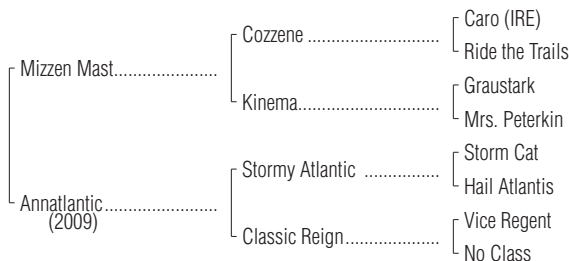 Caro (IRE)
Cozzene ............................
Ride the Trails
Mizzen Mast.....................
Graustark
Kinema.............................
Mrs. Peterkin
Storm Cat
Stormy Atlantic ...............
Hail Atlantis
Annatlantic.......................
(2009)
Vice Regent
Classic Reign...................
No Class